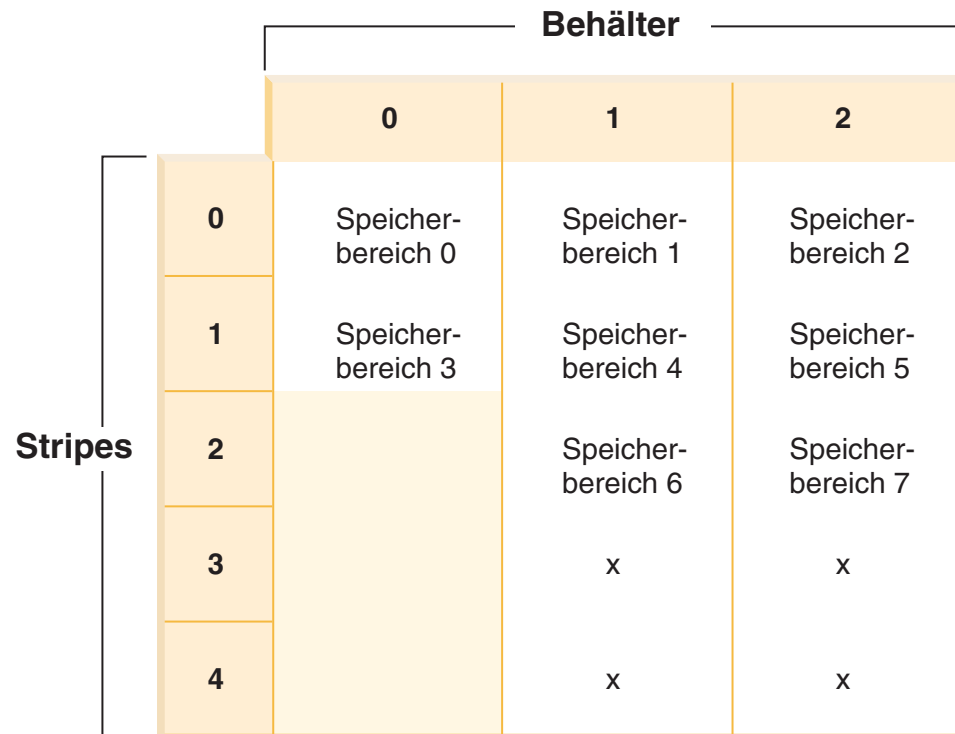 Behälter
0 1 2
0 Speicher- Speicher- Speicher-
bereich 0 bereich 1 bereich 2
1 Speicher- Speicher- Speicher-
bereich 3 bereich 4 bereich 5
Stripes 2 Speicher- Speicher-
bereich 6 bereich 7
3 x x
4 x x